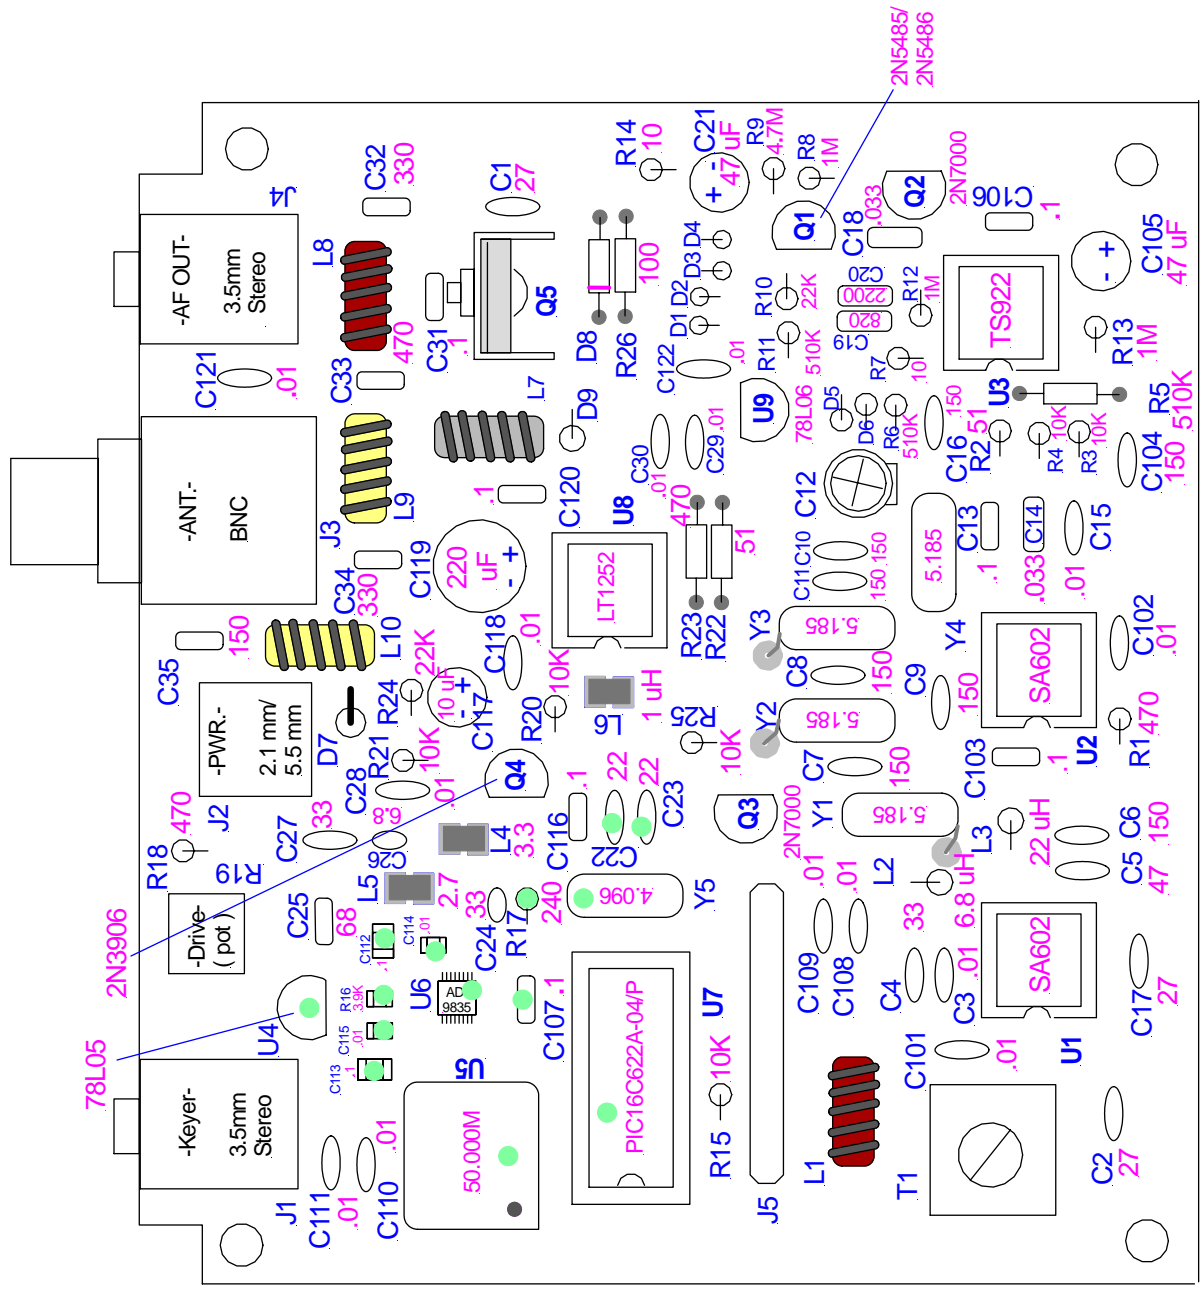 2N5485/
2N5486
J4
C32
330
C1
27
R14
10
C21
47 uF
- +
R9
4.7M
R8
1M
-AF OUT-
3.5mm
Stereo
L8
470
C31
.1
Q5
D8
R26
100
D4
D3
D2
D1
Q1
C18
.033
Q2
2N7000
C106
.1
R10
22K
C20
2200
R12
1M
C105
47 uF
- +
C121
.01
C33
L7
D9
C122
.01
R11
510K
820
C19
R7
10
TS922
U3
R13
1M
U9
78L06
D5
D6
R6
510K
C16
150
R2
51
R4
10K
R3
10K
R5
510K
C104
150
-ANT.-
BNC
J3
L9
.1
C120
C30
.01
C29
.01
C12
C34
330
C119
220
uF
- +
U8
LT1252
470
51
R23
R22
C10
150
C11
150
5.185
Y4
C13
.1
C14
.033
C15
.01
C35
150
L10
C118
.01
Y3
5.185
C8
150
C9
150
SA602
U2
C102
.01
-PWR.-
2.1 mm/
5.5 mm
J2
D7
R24
22K
10 uF
- +
C117
R20
10K
L6
1 uH
R25
10K
Y2
5.185
C7
150
C103
.1
R1
470
R21
10K
C28
.01
Q4
R18
470
R19
C27
33
6.8
C26
L4
3.3
C116
.1
22
22
C22
C23
Q3
2N7000
Y1
5.185
L3
22 uH
C6
150
C5
47
2N3906
-Drive-
( pot )
C25
68
L5
2.7
C24
33
R17
240
4.096
Y5
.01
.01
C109
C108
L2
6.8 uH
33
C4
C3
.01
SA602
U1
C17
27
78L05
U4
C112
.1
C114
.01
R16
3.9K
U6
AD
9835
C115
.01
C113
.1
C107
.1
U7
PIC16C622A-04/P
R15
10K
C101
.01
-Keyer-
3.5mm
Stereo
J1
C111
.01
C110
.01
U5
50.000M
J5
L1
T1
C2
27